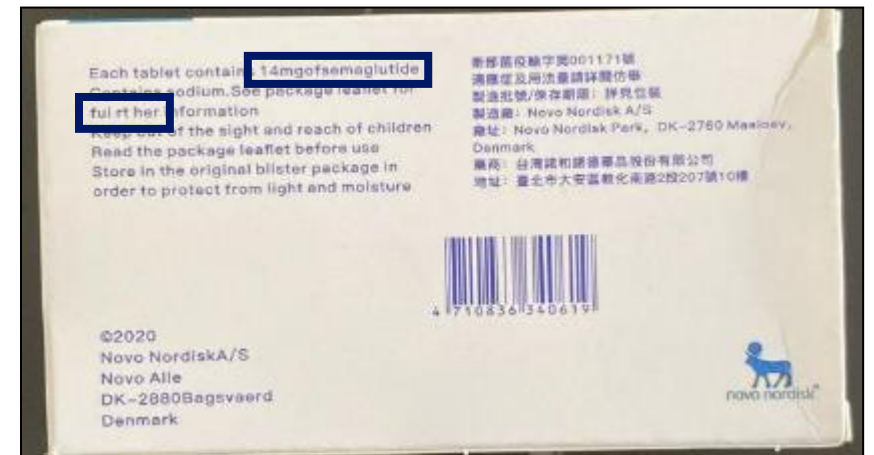 Each tablet contains 14mgofsemaglutide
Contains sodium.See package leaflet for
ful rt her information
Keep out of the sight and reach of children
Read the package leaflet before use
Store in the original blister package in
order to protect from light and moisture
衛部菌疫輸字第001171號
適應症及用法用量請詳閱仿單
製造批號/保存期限：詳見包裝
製造廠：Novo Nordisk A/S
廠址：Novo Nordisk Park，DK-2760 Maaloev,
Denmark
藥商：台灣諾和諾德藥品股份有限公司
地址：臺北市大安區敦化南路2段207號10樓
4 710836 340619
©2020
Novo NordiskA/S
Novo Alle
DK-2880Bagsvaerd
Denmark
novo nordisk®